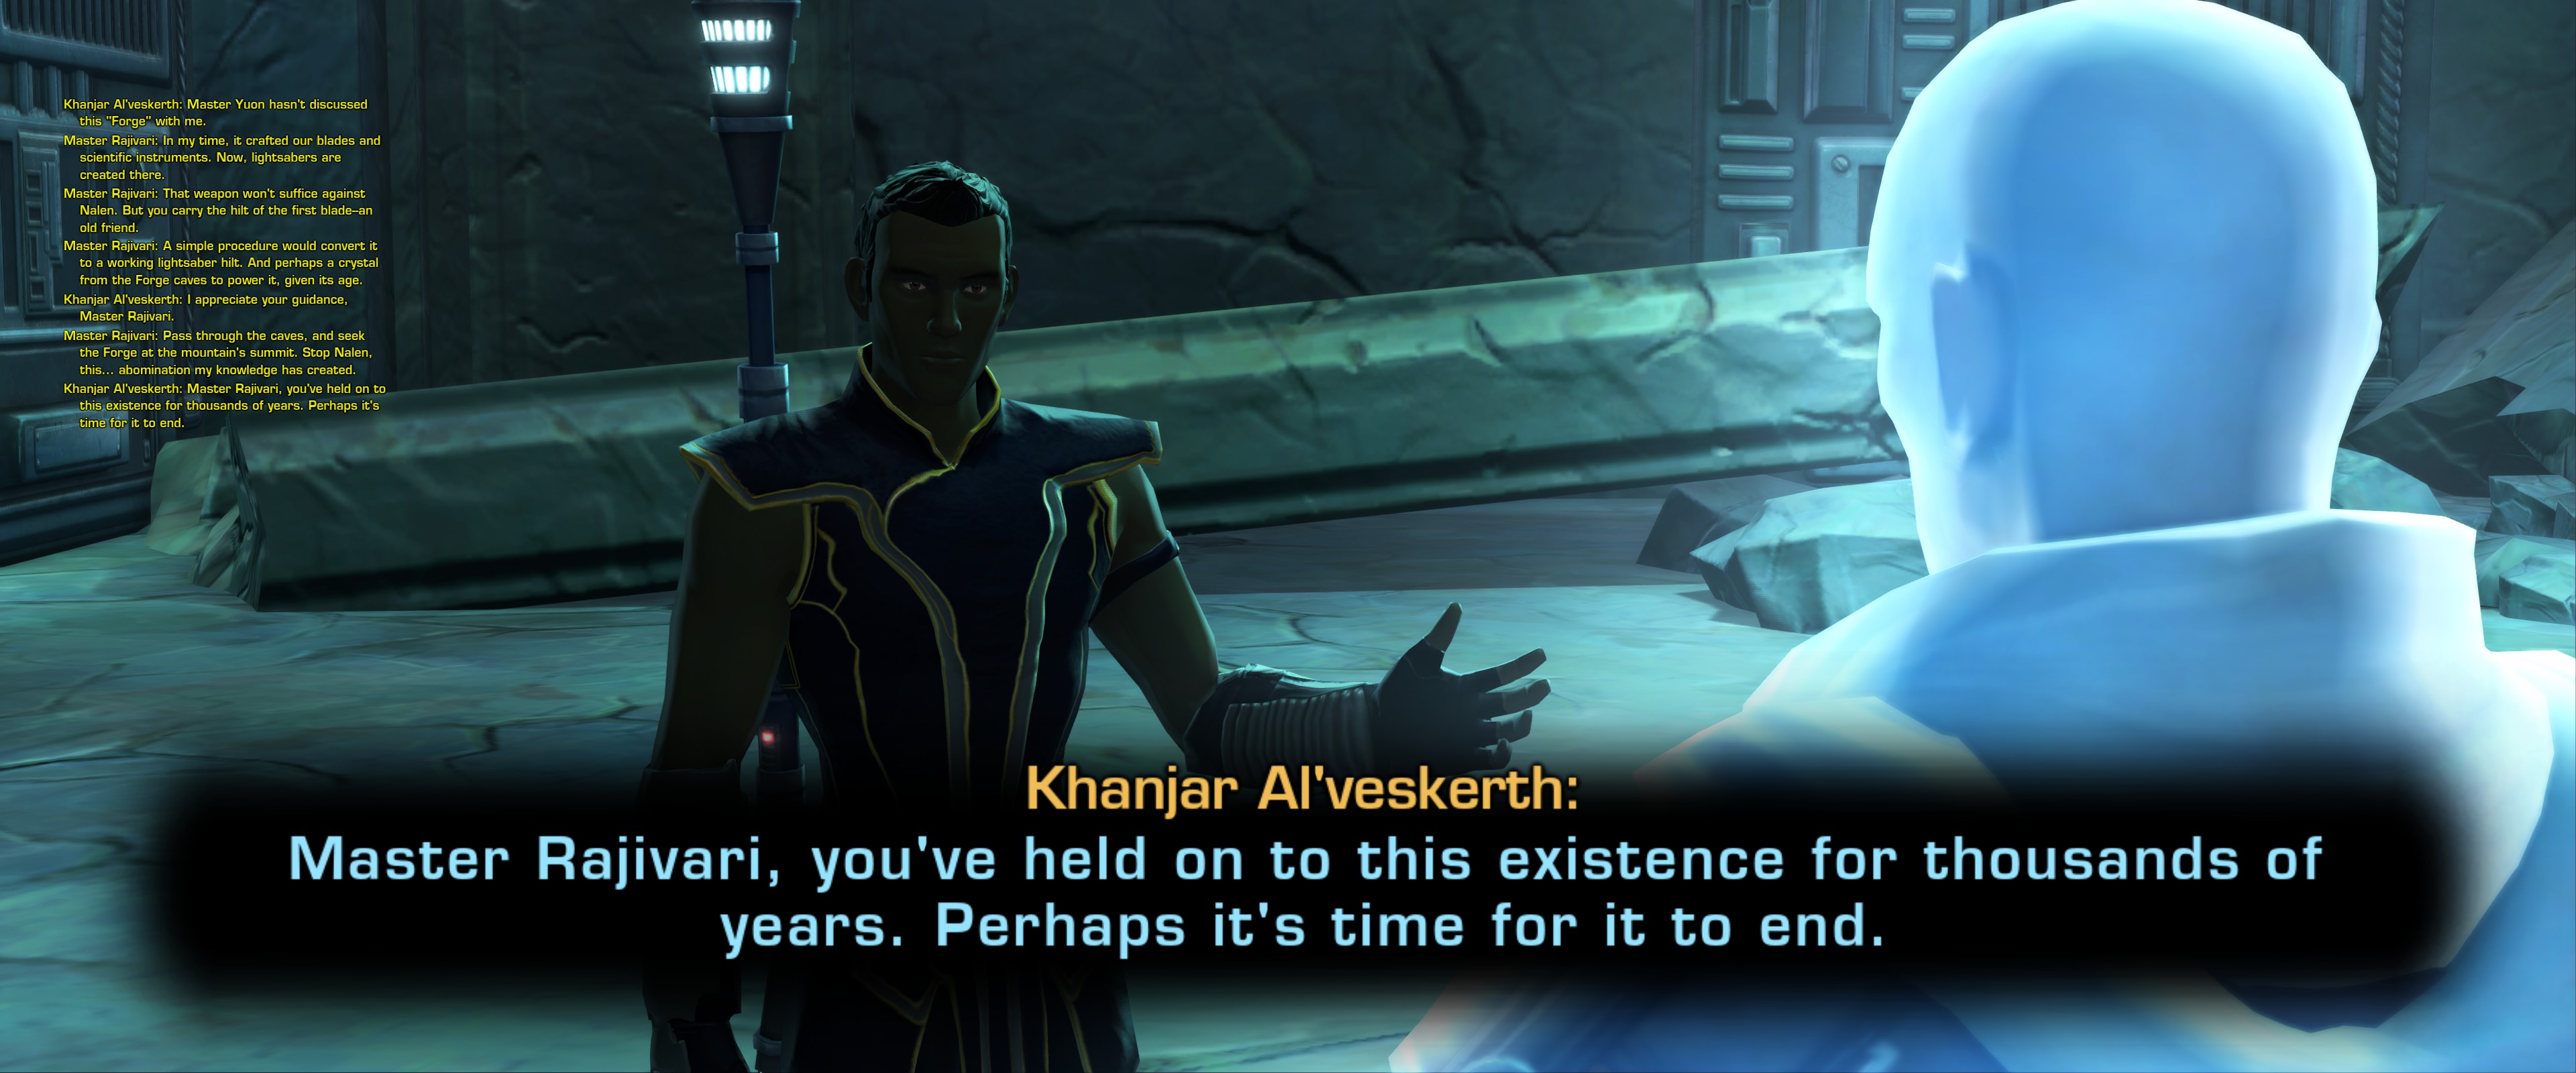 Khanjar Al'veskerth: Master Yuon hasn't discussed
this "Forge" with me.
Master Rajivari: In my time, it crafted our blades and
scientific instruments. Now, lightsabers are
created there.
Master Rajivari: That weapon won't suffice against
Nalen. But you carry the hilt of the first blade–an
old friend.
Master Rajivari: A simple procedure would convert it
to a working lightsaber hilt. And perhaps a crystal
from the Forge caves to power it, given its age.
Khanjar Al'veskerth: I appreciate your guidance,
Master Rajivari.
Master Rajivari: Pass through the caves, and seek
the Forge at the mountain's summit. Stop Nalen,
this... abomination my knowledge has created.
Khanjar Al'veskerth: Master Rajivari, you've held on to
this existence for thousands of years. Perhaps it's
time for it to end.
Khanjar Al'veskerth:
Master Rajivari, you've held on to this existence for thousands of
years. Perhaps it's time for it to end.